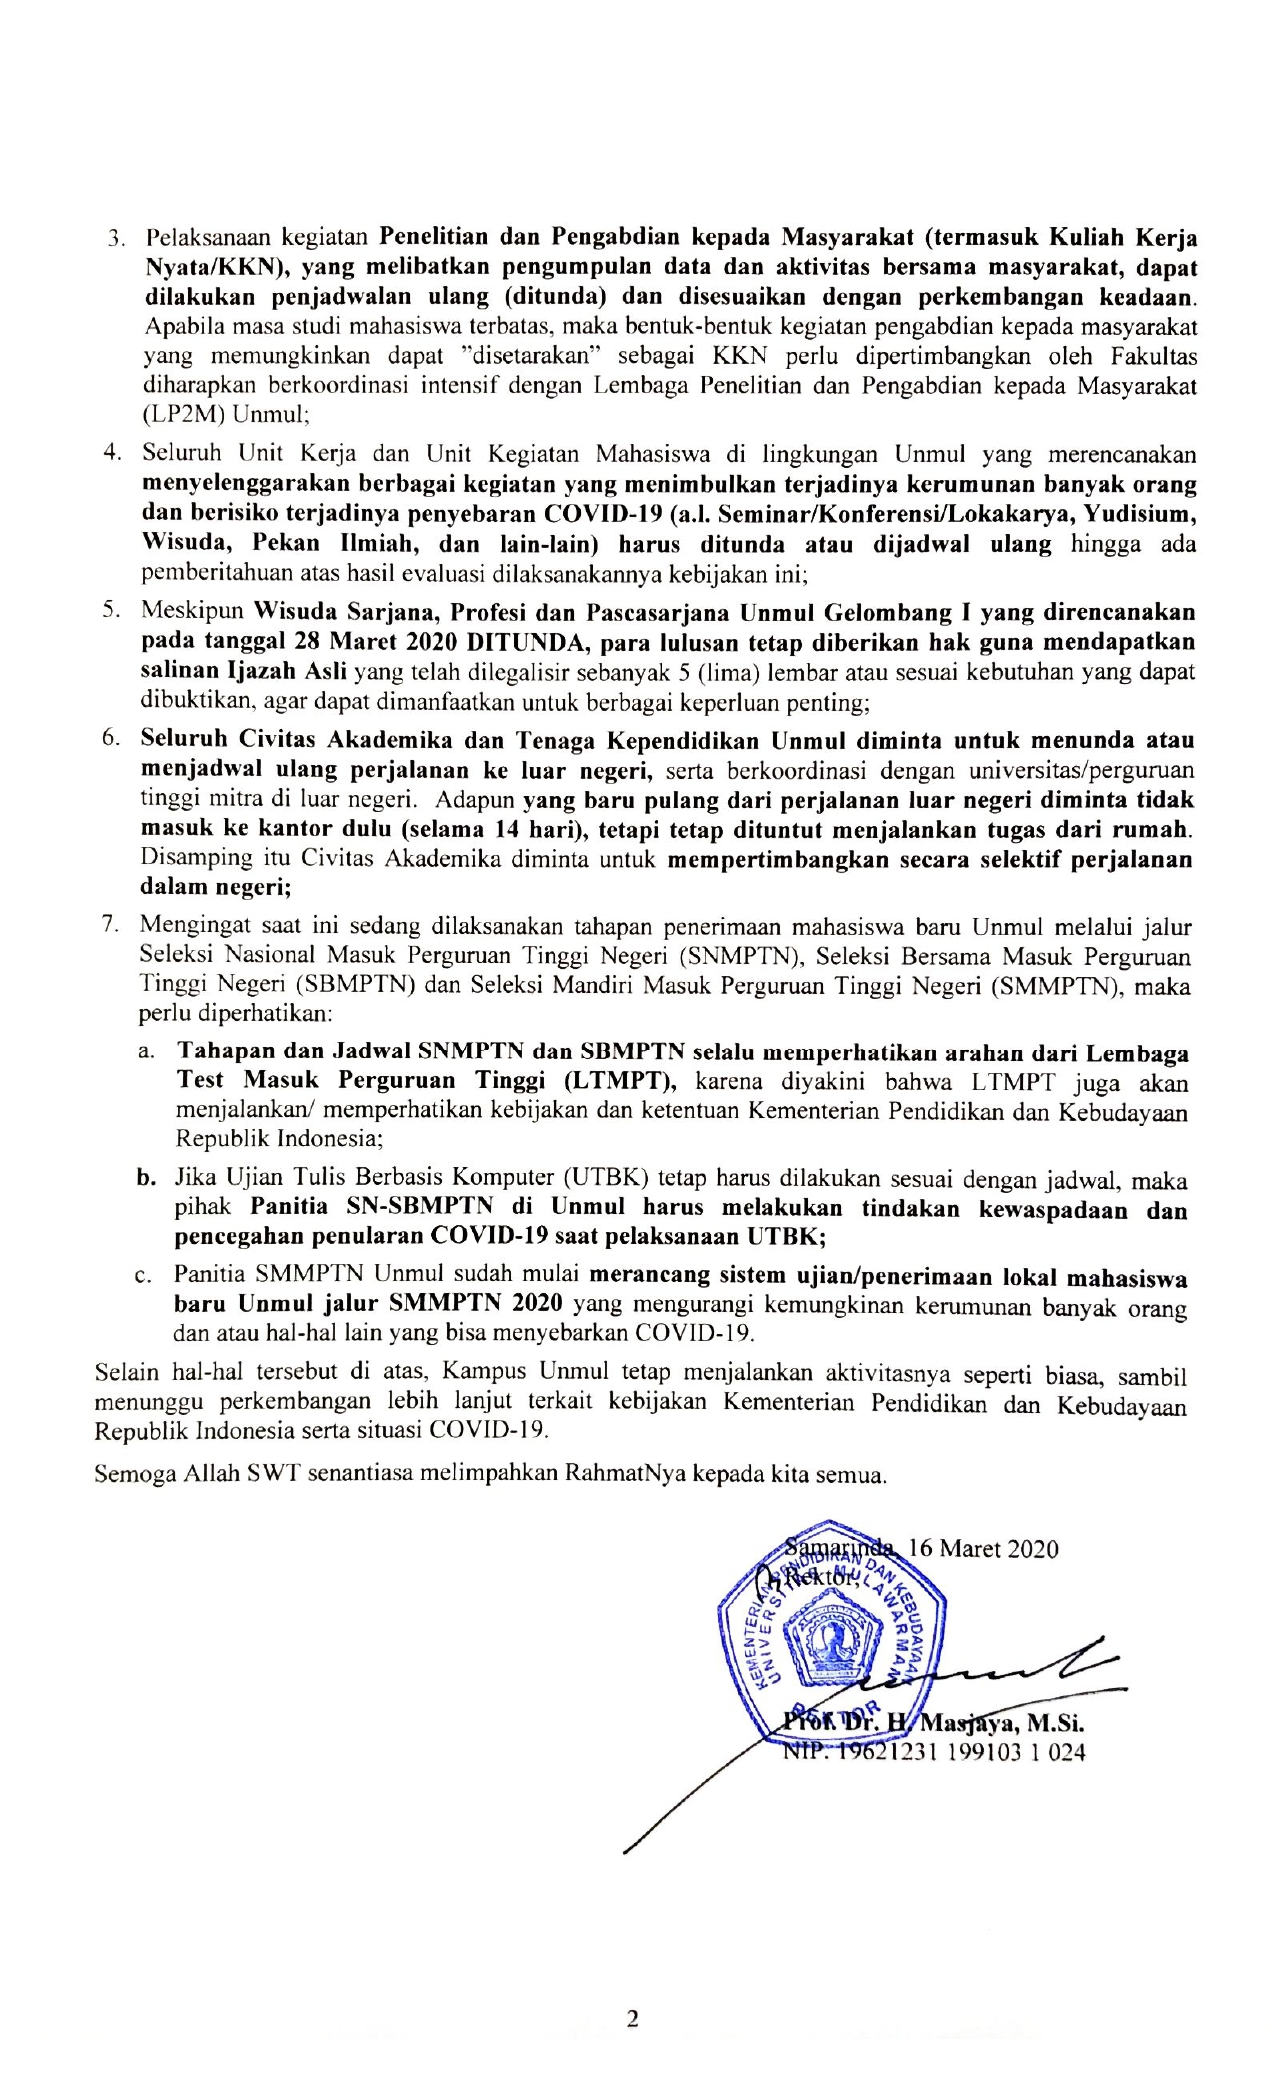 3. Pelaksanaan kegiatan Penelitian dan Pengabdian kepada Masyarakat (termasuk Kuliah Kerja
Nyata/KKN), yang melibatkan pengumpulan data dan aktivitas bersama masyarakat, dapat
dilakukan penjadwalan ulang (ditunda) dan disesuaikan dengan perkembangan keadaan.
Apabila masa studi mahasiswa terbatas, maka bentuk-bentuk kegiatan pengabdian kepada masyarakat
yang memungkinkan dapat ”disetarakan” sebagai KKN perlu dipertimbangkan oleh Fakultas
diharapkan berkoordinasi intensif dengan Lembaga Penelitian dan Pengabdian kepada Masyarakat
(LP2M) Unmul;
4. Seluruh Unit Kerja dan Unit Kegiatan Mahasiswa di lingkungan Unmul yang merencanakan
menyelenggarakan berbagai kegiatan yang menimbulkan terjadinya kerumunan banyak orang
dan berisiko terjadinya penyebaran COVID-19 (a.l. Seminar/Konferensi/Lokakarya, Yudisium,
Wisuda, Pekan Ilmiah, dan lain-lain) harus ditunda atau dijadwal ulang hingga ada
pemberitahuan atas hasil evaluasi dilaksanakannya kebijakan ini;
5. Meskipun Wisuda Sarjana, Profesi dan Pascasarjana Unmul Gelombang I yang direncanakan
pada tanggal 28 Maret 2020 DITUNDA, para lulusan tetap diberikan hak guna mendapatkan
salinan Ijazah Asli yang telah dilegalisir sebanyak 5 (lima) lembar atau sesuai kebutuhan yang dapat
dibuktikan, agar dapat dimanfaatkan untuk berbagai keperluan penting;
6. Seluruh Civitas Akademika dan Tenaga Kependidikan Unmul diminta untuk menunda atau
menjadwal ulang perjalanan ke luar negeri, serta berkoordinasi dengan universitas/perguruan
tinggi mitra di luar negeri. Adapun yang baru pulang dari perjalanan luar negeri diminta tidak
masuk ke kantor dulu (selama 14 hari), tetapi tetap dituntut menjalankan tugas dari rumah.
Disamping itu Civitas Akademika diminta untuk mempertimbangkan secara selektif perjalanan
dalam negeri;
7. Mengingat saat ini sedang dilaksanakan tahapan penerimaan mahasiswa baru Unmul melalui jalur
Seleksi Nasional Masuk Perguruan Tinggi Negeri (SNMPTN), Seleksi Bersama Masuk Perguruan
Tinggi Negeri (SBMPTN) dan Seleksi Mandiri Masuk Perguruan Tinggi Negeri (SMMPTN), maka
perlu diperhatikan:
a. Tahapan dan Jadwal SNMPTN dan SBMPTN selalu memperhatikan arahan dari Lembaga
Test Masuk Perguruan Tinggi (LTMPT), karena diyakini bahwa LTMPT juga akan
menjalankan/ memperhatikan kebijakan dan ketentuan Kementerian Pendidikan dan Kebudayaan
Republik Indonesia;
b. Jika Ujian Tulis Berbasis Komputer (UTBK) tetap harus dilakukan sesuai dengan jadwal, maka
pihak Panitia SN-SBMPTN di Unmul harus melakukan tindakan kewaspadaan dan
pencegahan penularan COVID-19 saat pelaksanaan UTBK;
c. Panitia SMMPTN Unmul sudah mulai merancang sistem ujian/penerimaan lokal mahasiswa
baru Unmul jalur SMMPTN 2020 yang mengurangi kemungkinan kerumunan banyak orang
dan atau hal-hal lain yang bisa menyebarkan COVID-19.
Selain hal-hal tersebut di atas, Kampus Unmul tetap menjalankan aktivitasnya seperti biasa, sambil
menunggu perkembangan lebih lanjut terkait kebijakan Kementerian Pendidikan dan Kebudayaan
Republik Indonesia serta situasi COVID-19.
Semoga Allah SWT senantiasa melimpahkan RahmatNya kepada kita semua.
Samarinda, 16 Maret 2020
Rektor,
KEMENTERIAN PENDIDIKAN DAN KEBUDAYAAN
UNIVERSITAS MULAWARMAN
REKTOR
Prof. Dr. H. Masjaya, M.Si.
NIP. 19621231 199103 1 024
2